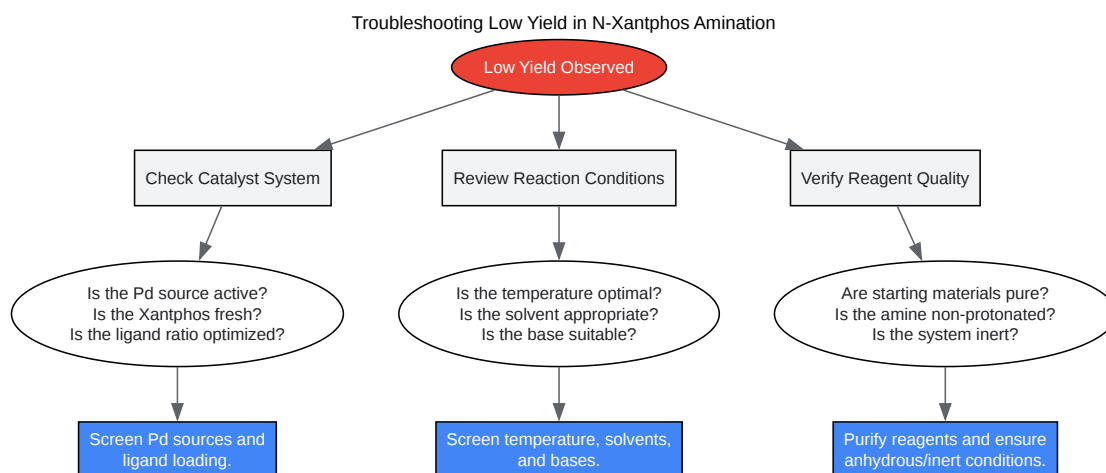 Troubleshooting Low Yield in N-Xantphos Amination
Low Yield Observed
Check Catalyst System
Review Reaction Conditions
Verify Reagent Quality
Is the Pd source active?
Is the Xantphos fresh?
Is the ligand ratio optimized?
Is the temperature optimal?
Is the solvent appropriate?
Is the base suitable?
Are starting materials pure?
Is the amine non-protonated?
Is the system inert?
Screen Pd sources and
ligand loading.
Screen temperature, solvents,
and bases.
Purify reagents and ensure
anhydrous/inert conditions.